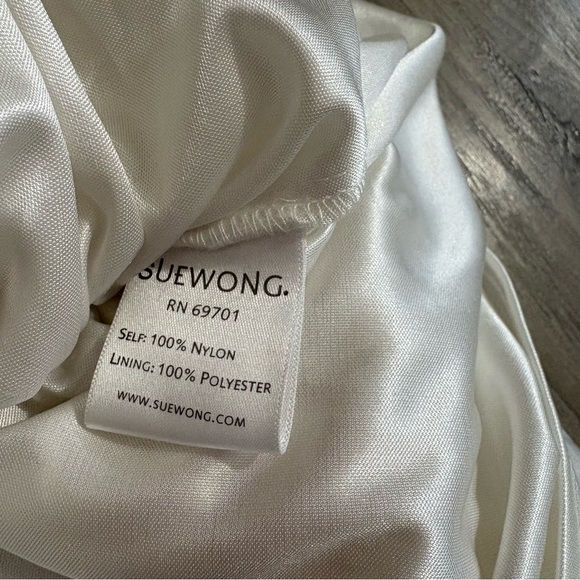 SUEWONG.
RN 69701
SELF: 100% NYLON
LINING: 100% POLYESTER
WWW.SUEWONG.COM